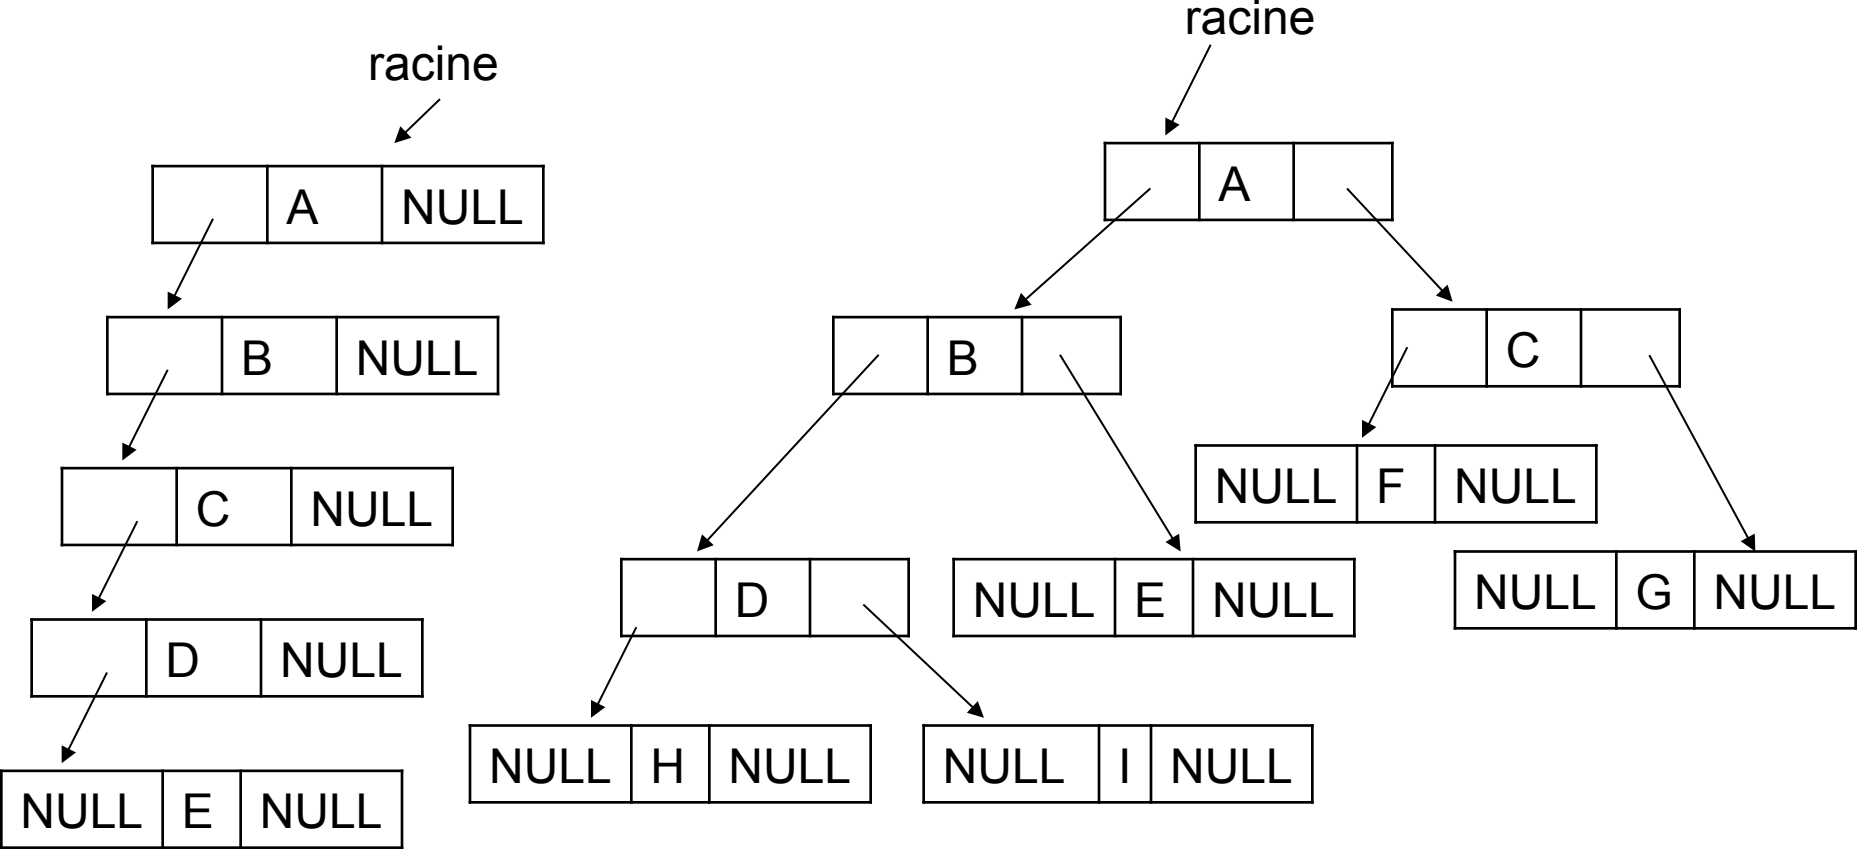 racine
A NULL
B NULL
C NULL
D NULL
NULL E NULL
racine
A
B
C
NULL F NULL
D
NULL E NULL
NULL G NULL
NULL H NULL
NULL I NULL